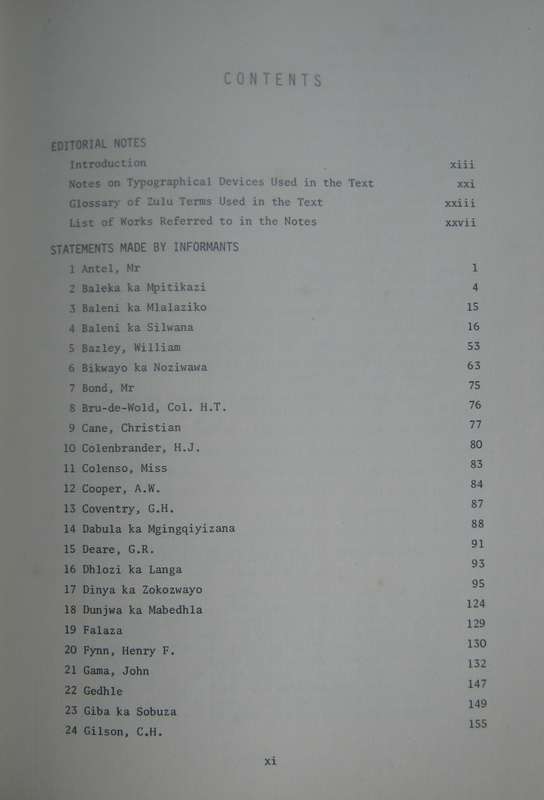 CONTENTS
EDITORIAL NOTES
Introduction xiii
Notes on Typographical Devices Used in the Text xxi
Glossary of Zulu Terms Used in the Text xxiii
List of Works Referred to in the Notes xxvii
STATEMENTS MADE BY INFORMANTS
1 Antel, Mr 1
2 Baleka ka Mpitikazi 4
3 Baleni ka Mlalaziko 15
4 Baleni ka Silwana 16
5 Bazley, William 53
6 Bikwayo ka Noziwawa 63
7 Bond, Mr 75
8 Bru-de-Wold, Col. H.T. 76
9 Cane, Christian 77
10 Colenbrander, H.J. 80
11 Colenso, Miss 83
12 Cooper, A.W. 84
13 Coventry, G.H. 87
14 Dabula ka Mgingqiyizana 88
15 Deare, G.R. 91
16 Dhlozi ka Langa 93
17 Dinya ka Zokozwayo 95
18 Dunjwa ka Mabedhla 124
19 Falaza 129
20 Fynn, Henry F. 130
21 Gama, John 132
22 Gedhle 147
23 Giba ka Sobuza 149
24 Gilson, C.H. 155
xi